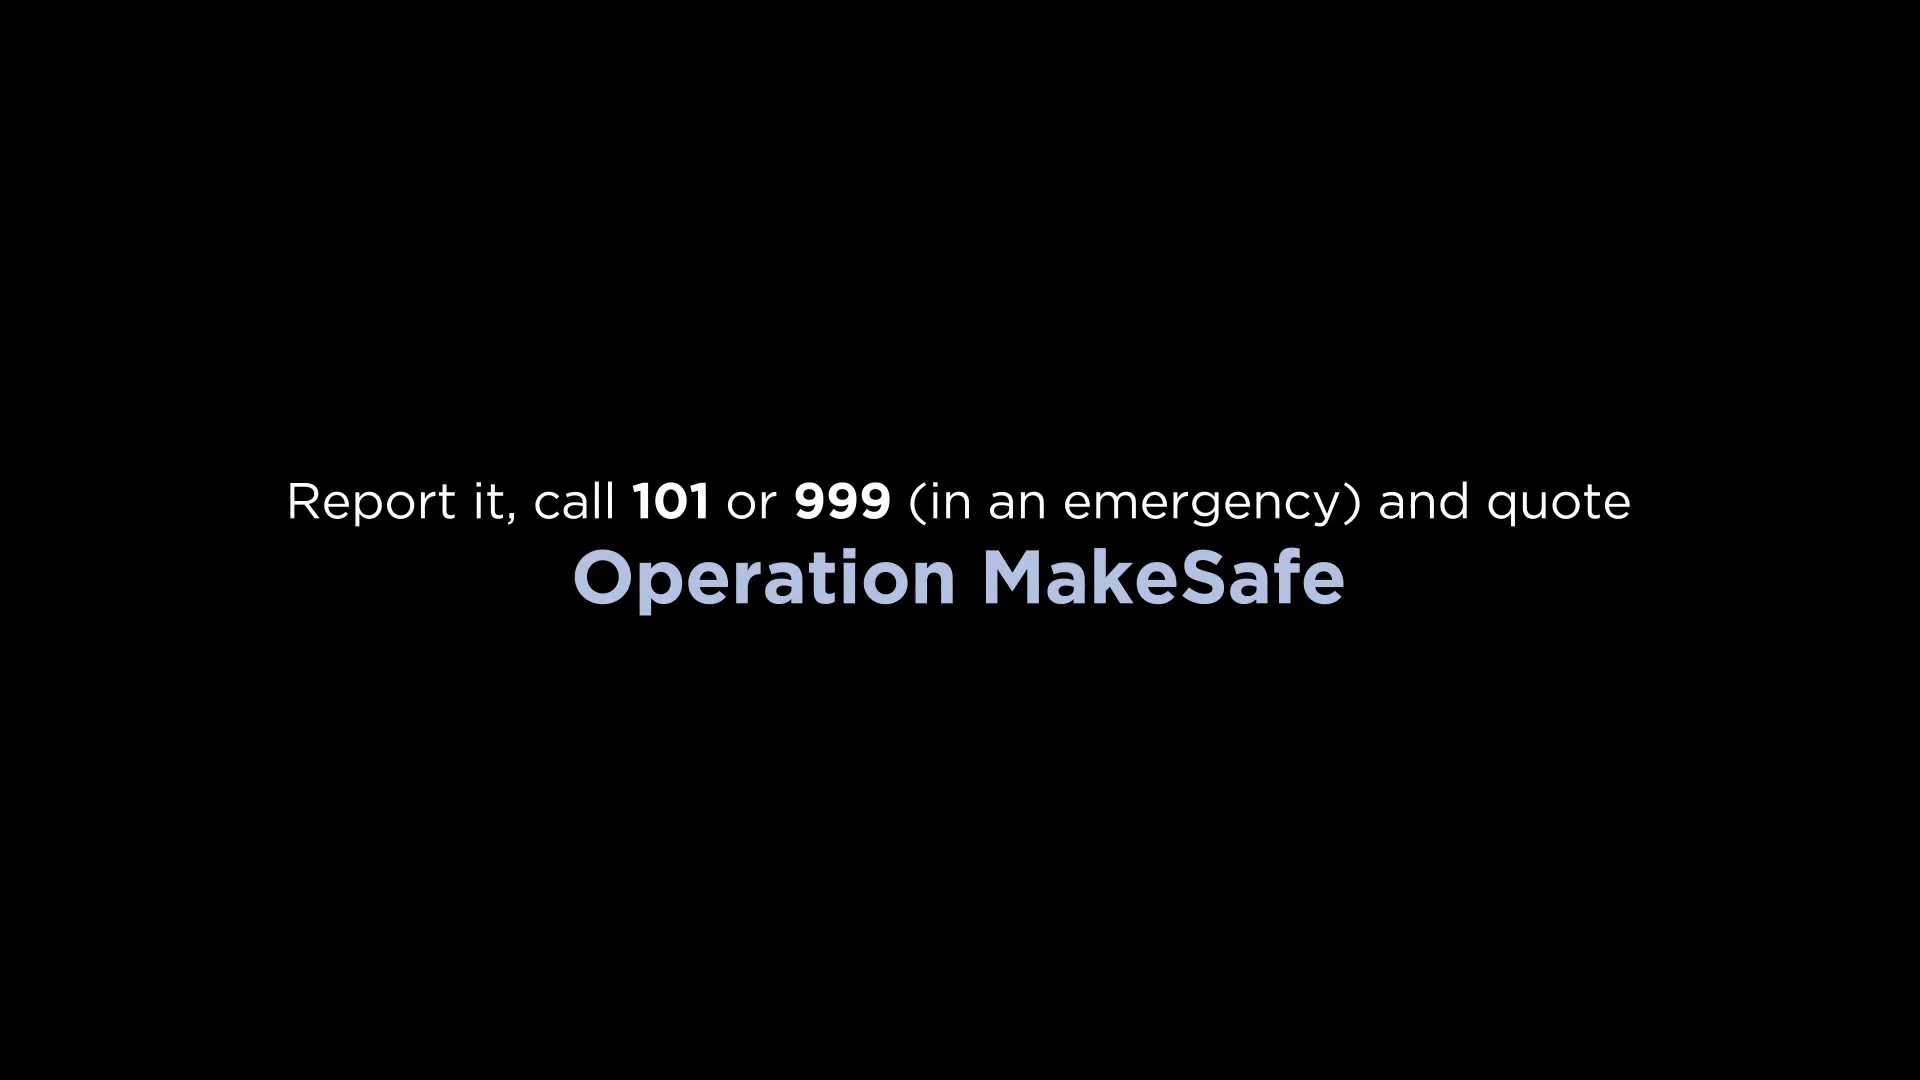 Report it, call 101 or 999 (in an emergency) and quote
Operation MakeSafe